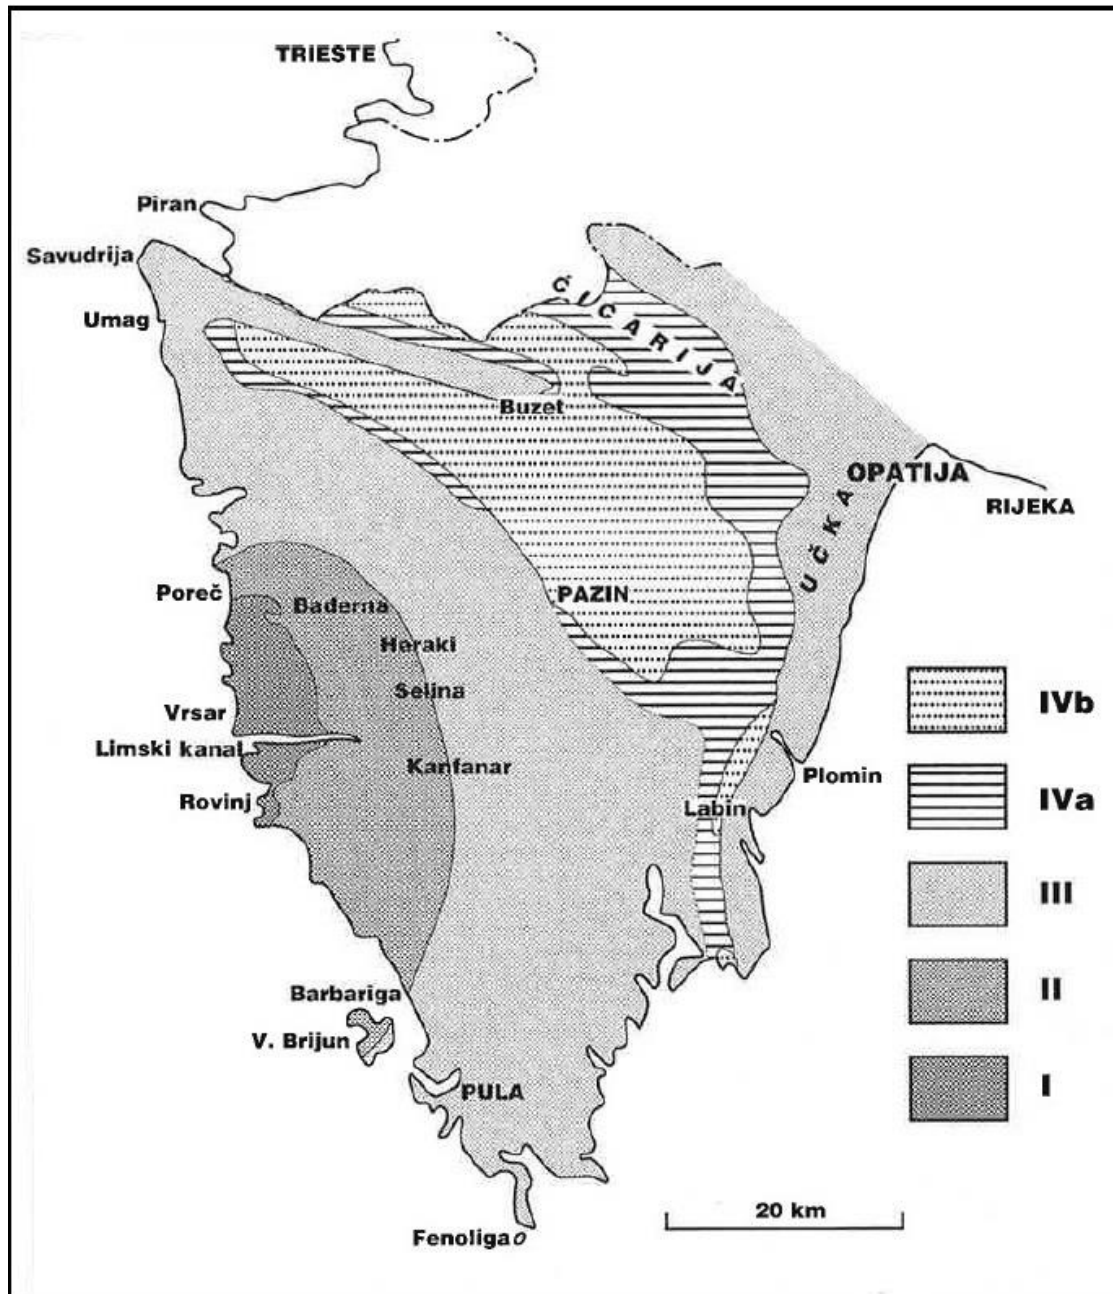 TRIESTE
Piran
Savudrija
Umag
ĆIĆARIJA
Buzet
OPATIJA
RIJEKA
UČKA
Poreč
Baderna
PAZIN
Heraki
Selina
Vrsar
Limski kanal
Kanfanar
Plomin
Rovinj
Labin
IVb
IVa
III
II
I
Barbariga
V. Brijun
PULA
20 km
Fenoliga